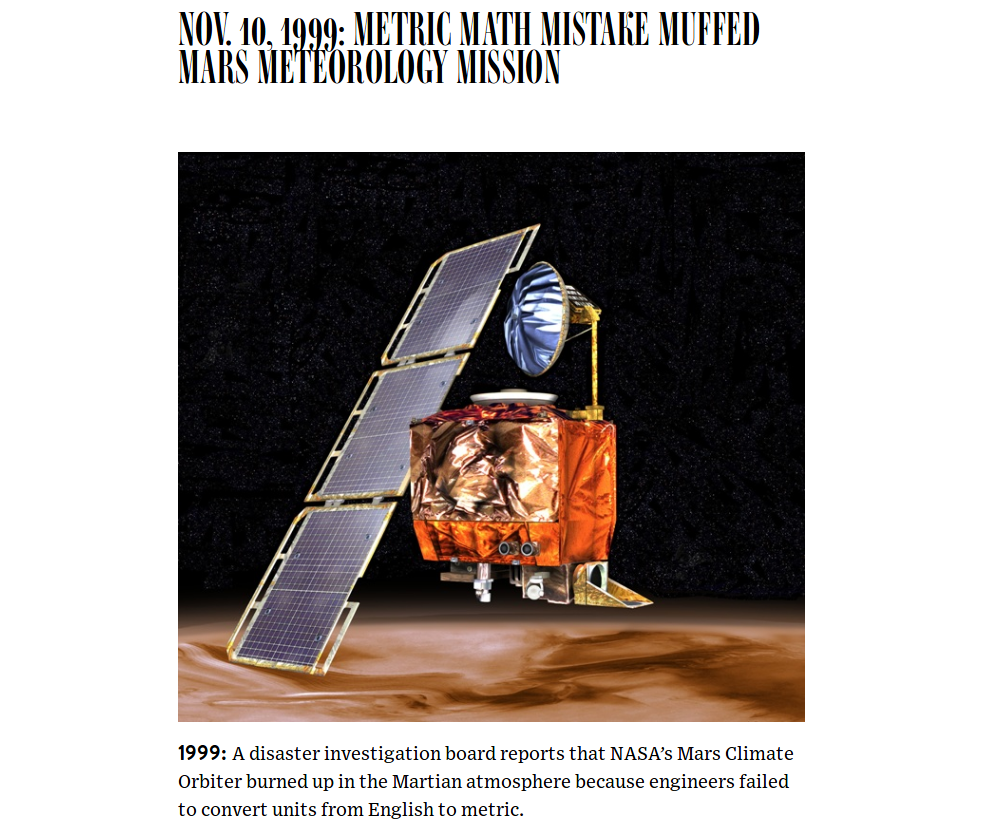 NOV. 10, 1999: METRIC MATH MISTAKE MUFFED
MARS METEOROLOGY MISSION
1999: A disaster investigation board reports that NASA’s Mars Climate
Orbiter burned up in the Martian atmosphere because engineers failed
to convert units from English to metric.